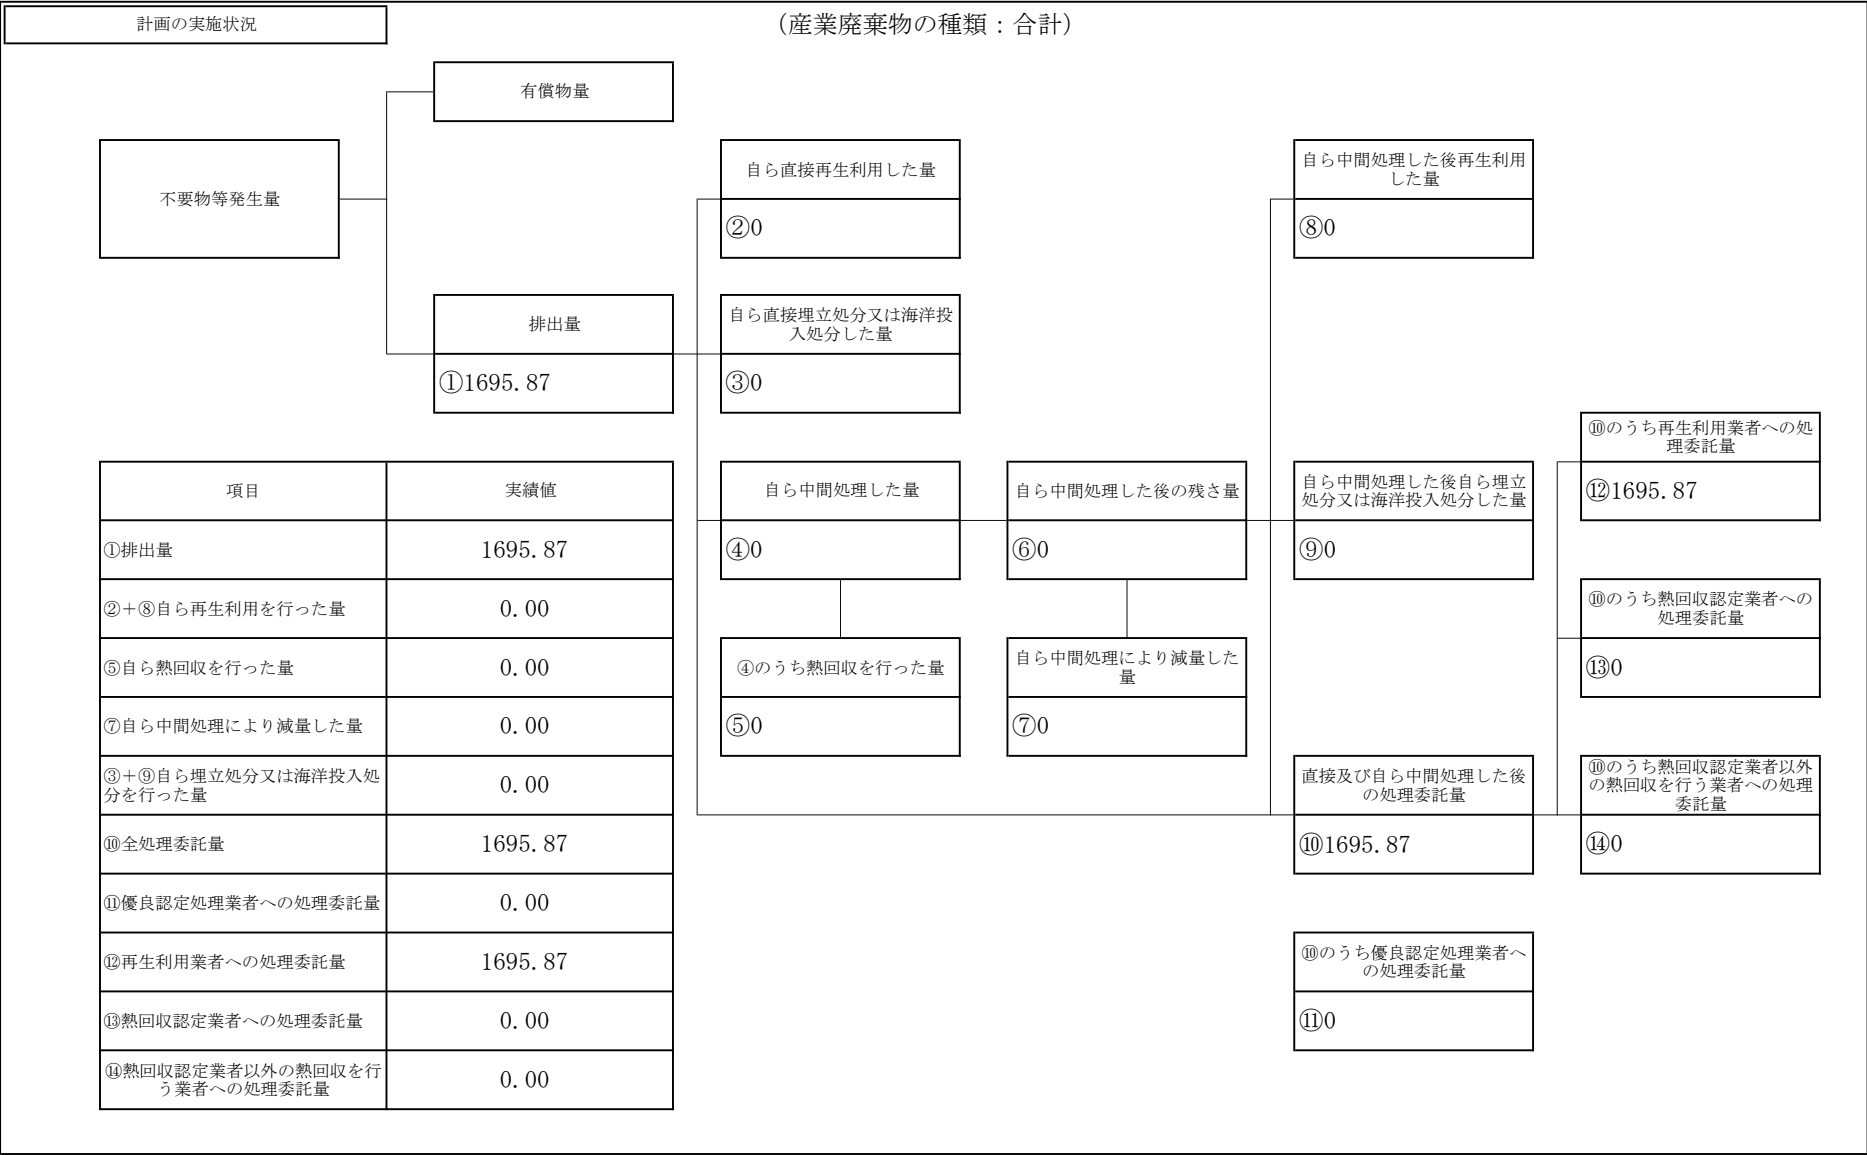 計画の実施状況
（産業廃棄物の種類：合計）
有償物量
不要物等発生量
自ら直接再生利用した量
②0
自ら中間処理した後再生利用
した量
⑧0
排出量
①1695.87
自ら直接埋立処分又は海洋投
入処分した量
③0
⑩のうち再生利用業者への処
理委託量
⑫1695.87
自ら中間処理した量
④0
自ら中間処理した後の残さ量
⑥0
自ら中間処理した後自ら埋立
処分又は海洋投入処分した量
⑨0
⑩のうち熱回収認定業者への
処理委託量
⑬0
④のうち熱回収を行った量
⑤0
自ら中間処理により減量した
量
⑦0
直接及び自ら中間処理した後
の処理委託量
⑩1695.87
⑩のうち熱回収認定業者以外
の熱回収を行う業者への処理
委託量
⑭0
⑩のうち優良認定処理業者へ
の処理委託量
⑪0
項目 実績値
①排出量 1695.87
②＋⑧自ら再生利用を行った量 0.00
⑤自ら熱回収を行った量 0.00
⑦自ら中間処理により減量した量 0.00
③＋⑨自ら埋立処分又は海洋投入処
分を行った量 0.00
⑩全処理委託量 1695.87
⑪優良認定処理業者への処理委託量 0.00
⑫再生利用業者への処理委託量 1695.87
⑬熱回収認定業者への処理委託量 0.00
⑭熱回収認定業者以外の熱回収を行
う業者への処理委託量 0.00